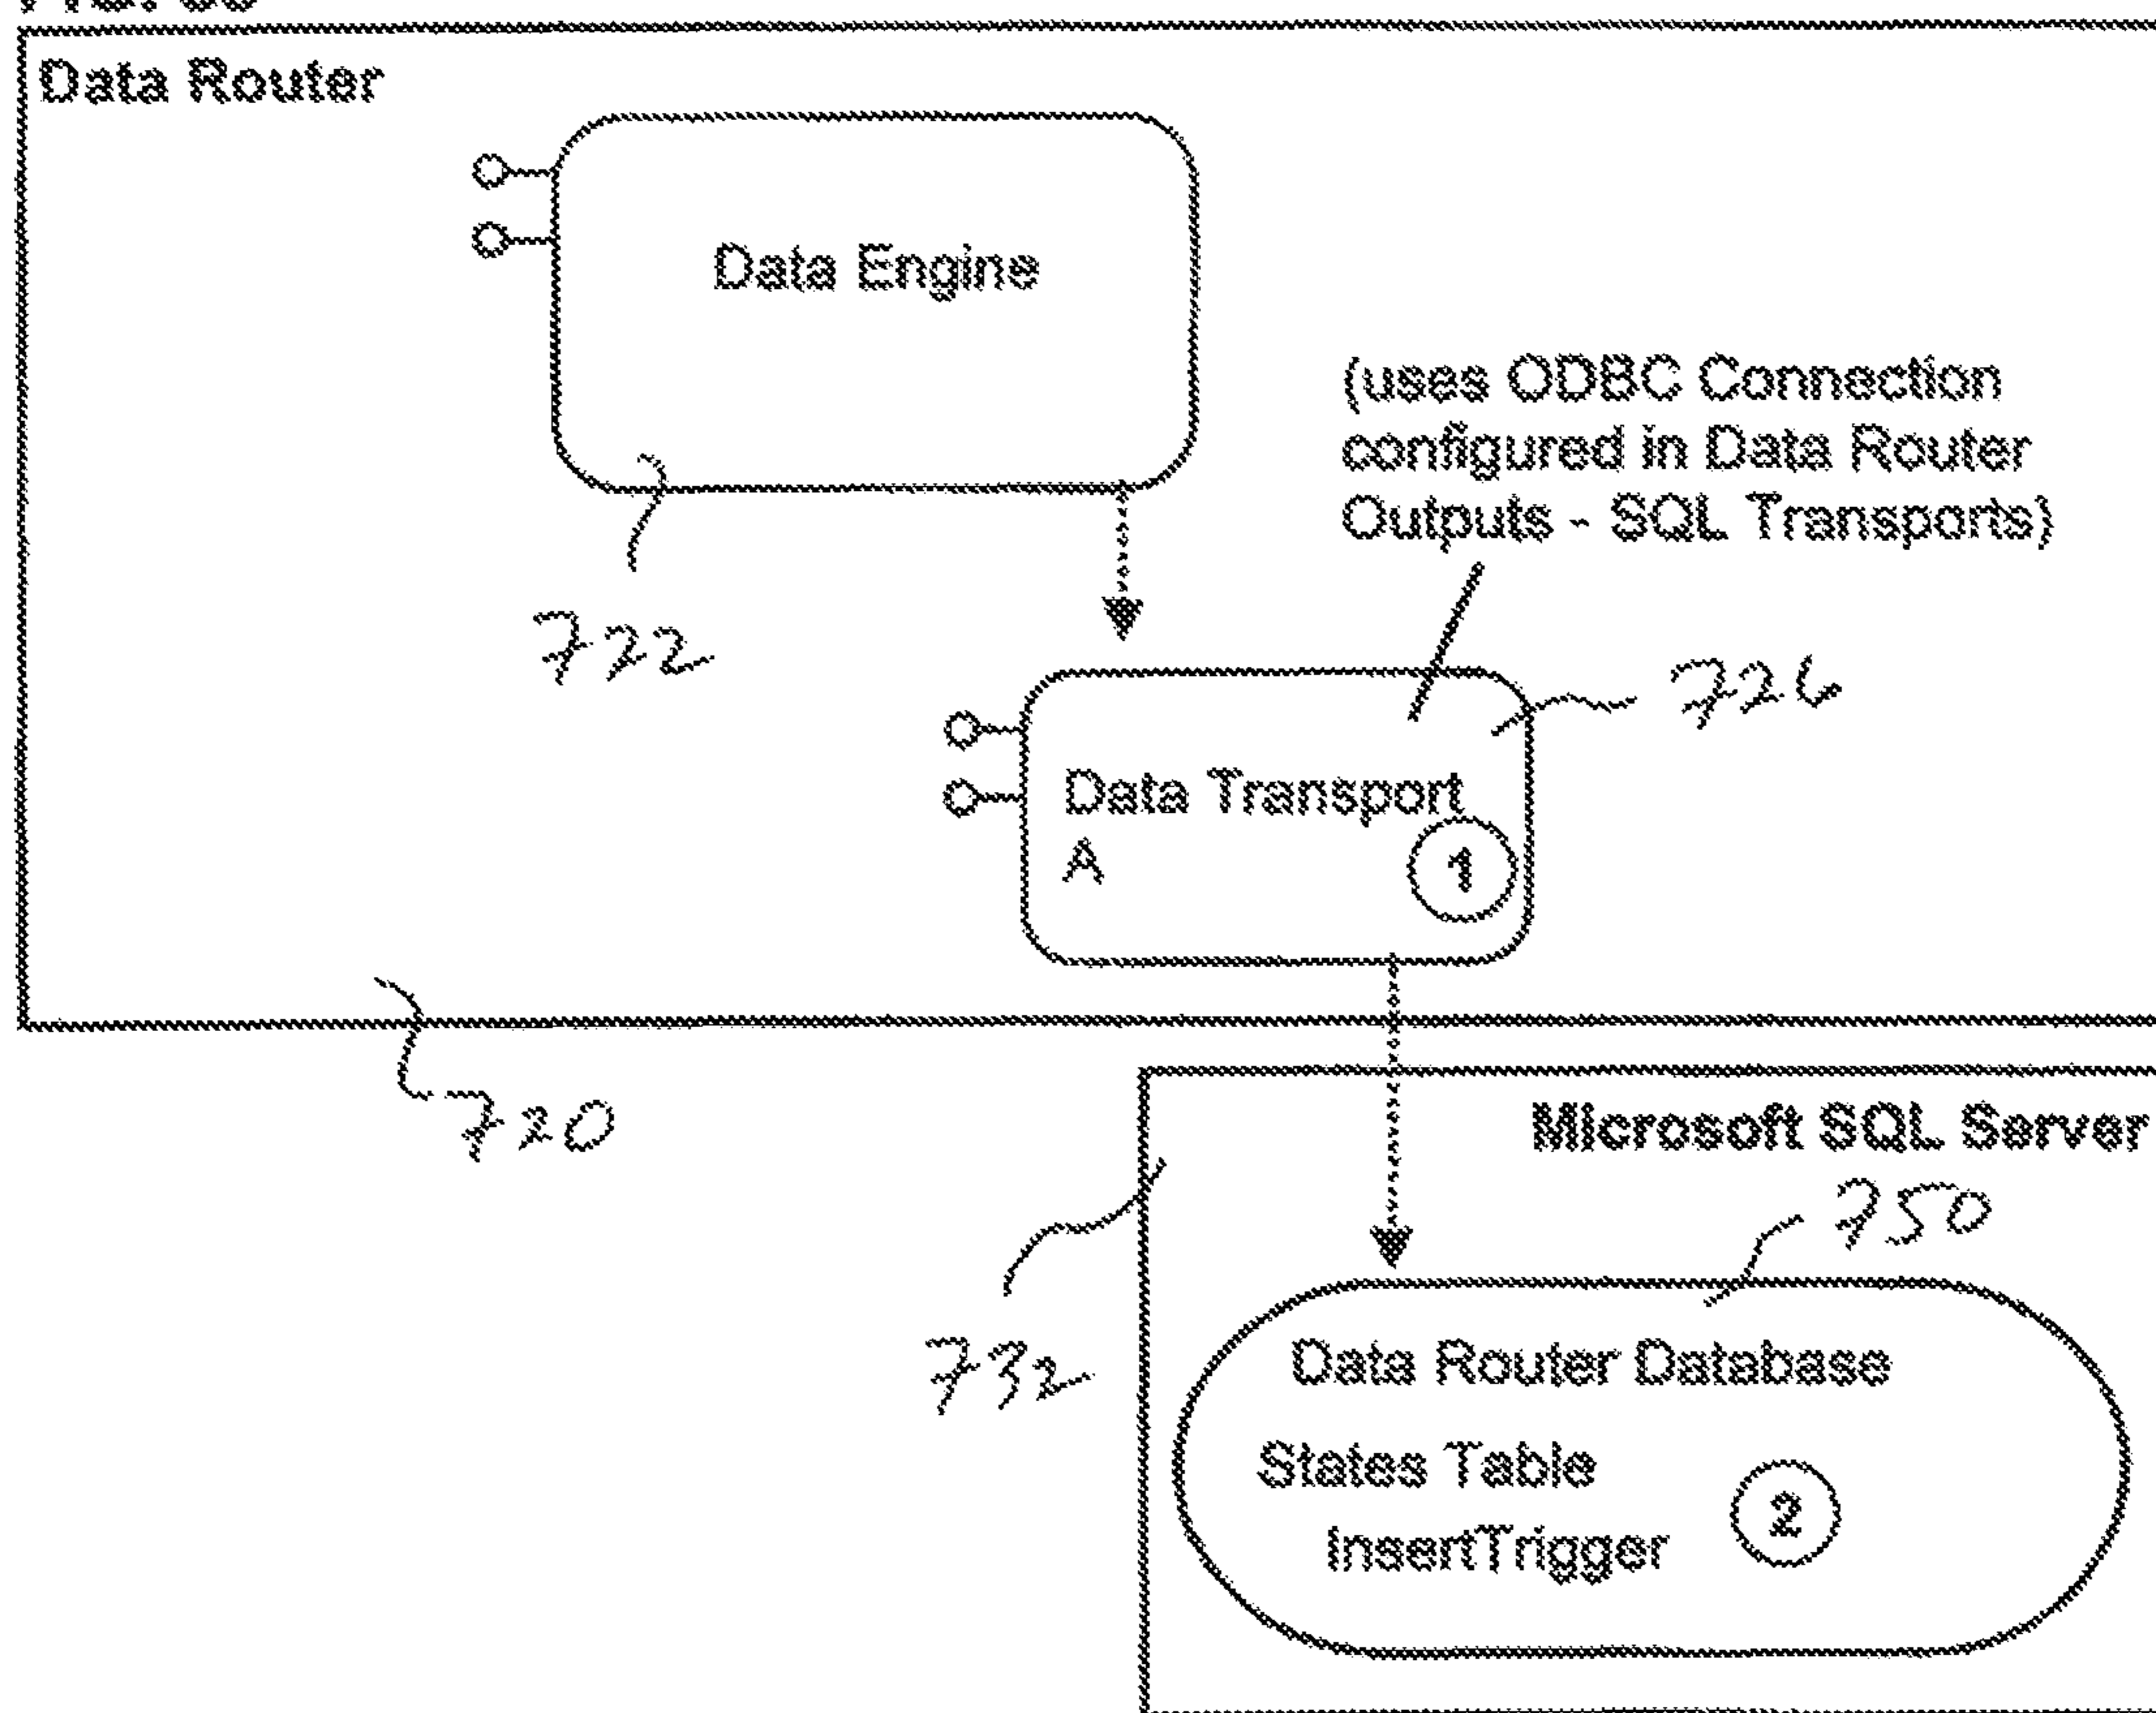 Data Router
Data Engine
(uses ODBC Connection
configured in Data Router
Outputs - SQL Transports)
722
726
Data Transport
A
1
720
Microsoft SQL Server
750
732
Data Router Database
States Table
InsertTrigger
2